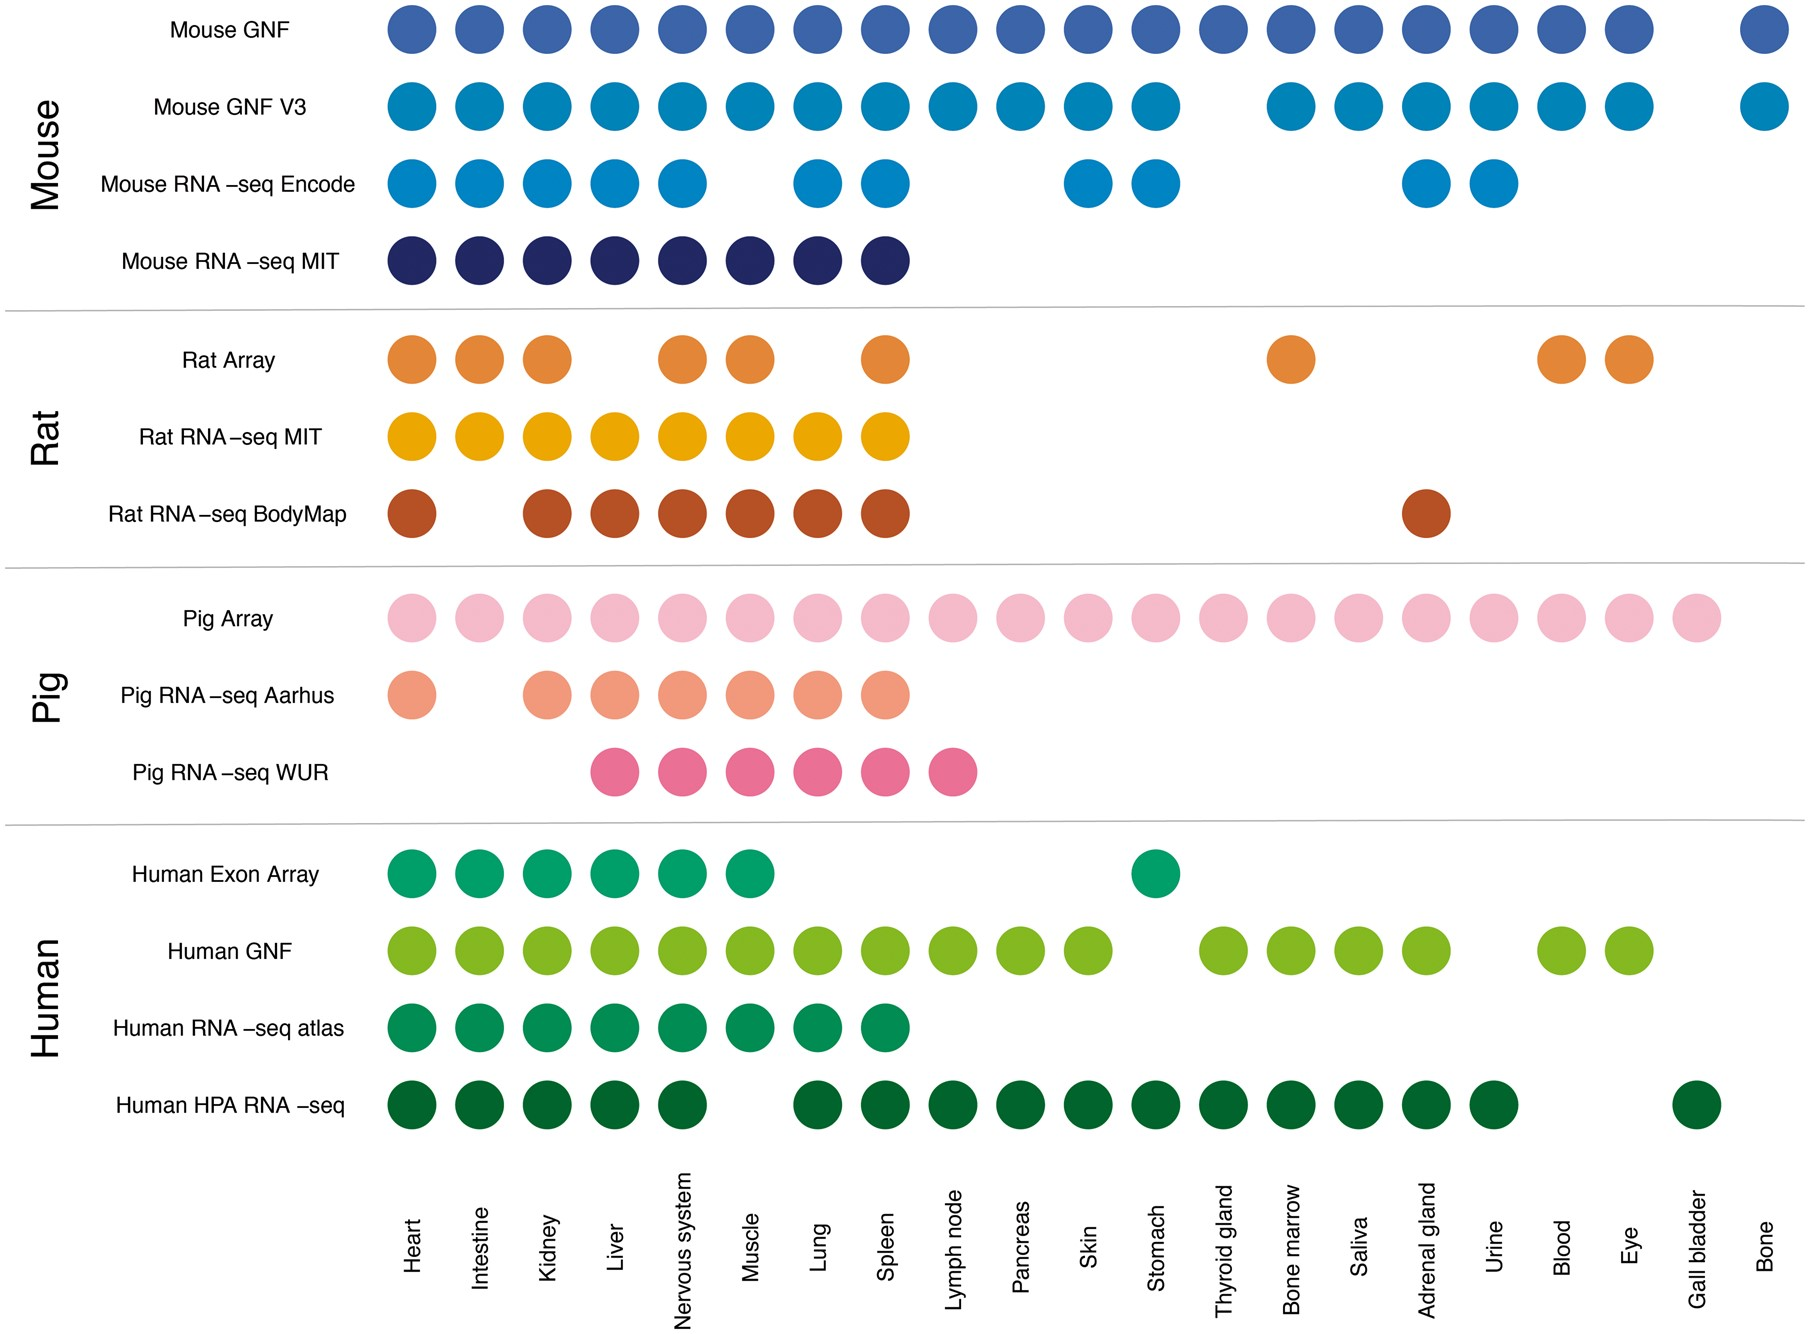 Mouse
Mouse GNF
Mouse GNF V3
Mouse RNA –seq Encode
Mouse RNA –seq MIT
Rat
Rat Array
Rat RNA –seq MIT
Rat RNA –seq BodyMap
Pig
Pig Array
Pig RNA –seq Aarhus
Pig RNA –seq WUR
Human
Human Exon Array
Human GNF
Human RNA –seq atlas
Human HPA RNA –seq
Heart
Intestine
Kidney
Liver
Nervous system
Muscle
Lung
Spleen
Lymph node
Pancreas
Skin
Stomach
Thyroid gland
Bone marrow
Saliva
Adrenal gland
Urine
Blood
Eye
Gall bladder
Bone